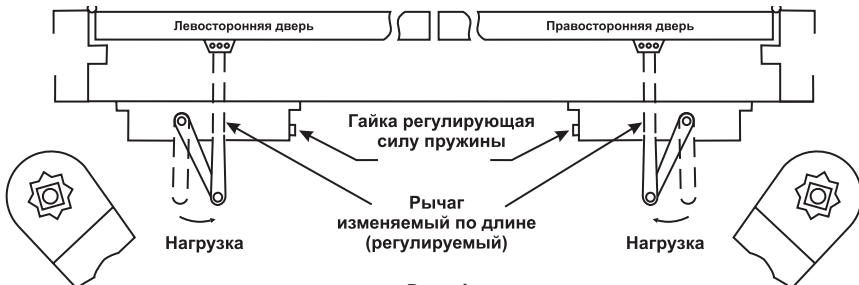 Левосторонняя дверь
Правосторонняя дверь
Гайка регулирующая
силу пружины
Рычаг
изменяемый по длине
(регулируемый)
Нагрузка
Нагрузка